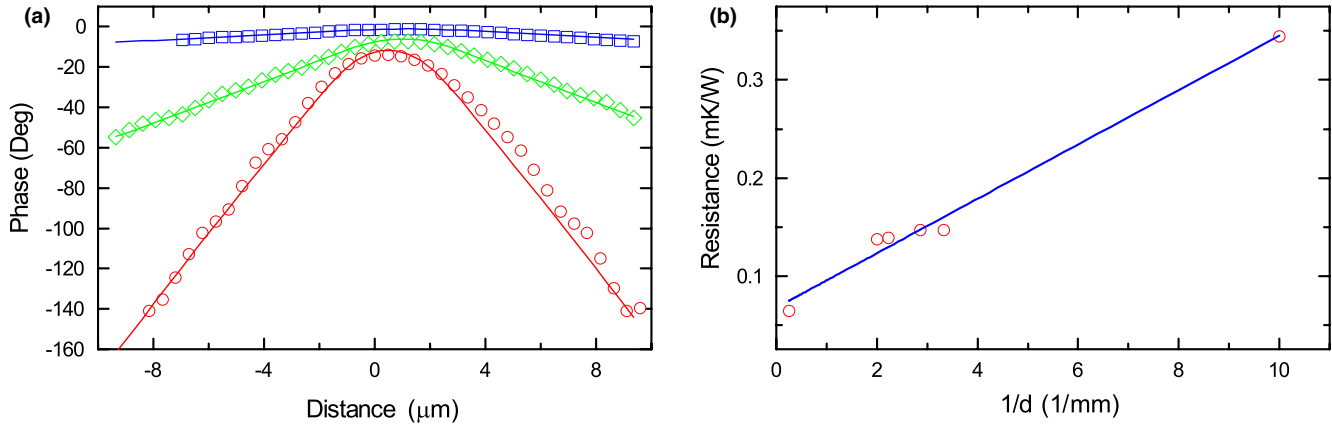 (a)
0
-20
-40
-60
-80
-100
-120
-140
-160
Phase (Deg)
-8 -4 0 4 8
Distance (μm)
(b)
0.3
0.2
0.1
Resistance (mK/W)
0 2 4 6 8 10
1/d (1/mm)